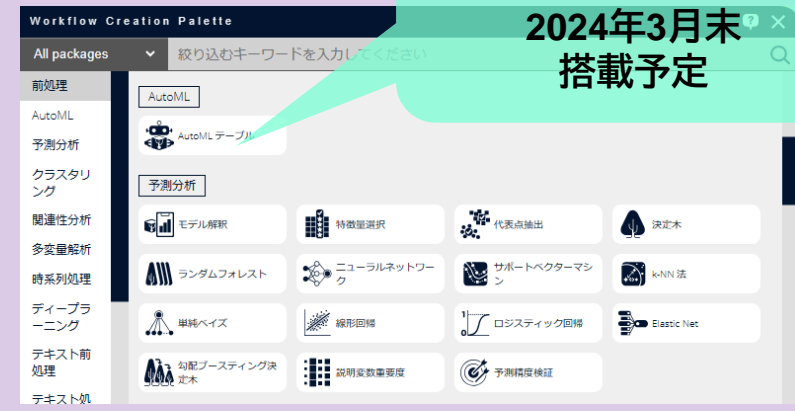 Workflow Creation Palette
2024年3月末
搭載予定
All packages
絞り込むキーワードを入力してください
前処理
AutoML
予測分析
クラスタリ
ング
関連性分析
多変量解析
時系列処理
ディープラ
ーニング
テキスト前
処理
テキスト処
AutoML
AutoML テーブル
予測分析
モデル解釈
特徴量選択
代表点抽出
決定木
ランダムフォレスト
ニューラルネットワー
ク
サポートベクターマシ
ン
k-NN 法
単純ベイズ
線形回帰
ロジスティック回帰
Elastic Net
勾配ブースティング決
定木
説明変数重要度
予測精度検証